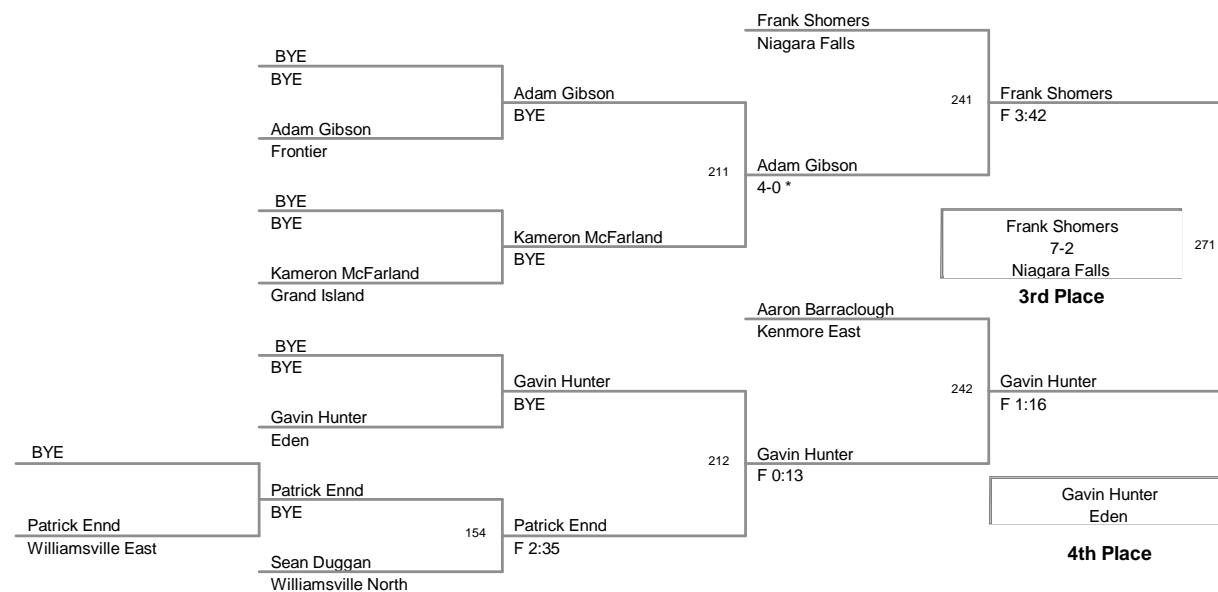 Frank Shomers
Niagara Falls
BYE
BYE
Adam Gibson
BYE
241
Frank Shomers
F 3:42
Adam Gibson
Frontier
211
Adam Gibson
4-0 *
BYE
BYE
Kameron McFarland
BYE
Frank Shomers
7-2
Niagara Falls
271
3rd Place
Kameron McFarland
Grand Island
Aaron Barraclough
Kenmore East
BYE
BYE
Gavin Hunter
BYE
242
Gavin Hunter
F 1:16
Gavin Hunter
Eden
BYE
212
Gavin Hunter
F 0:13
Patrick Ennd
BYE
Gavin Hunter
Eden
4th Place
Patrick Ennd
Williamsville East
154
Patrick Ennd
F 2:35
Sean Duggan
Williamsville North